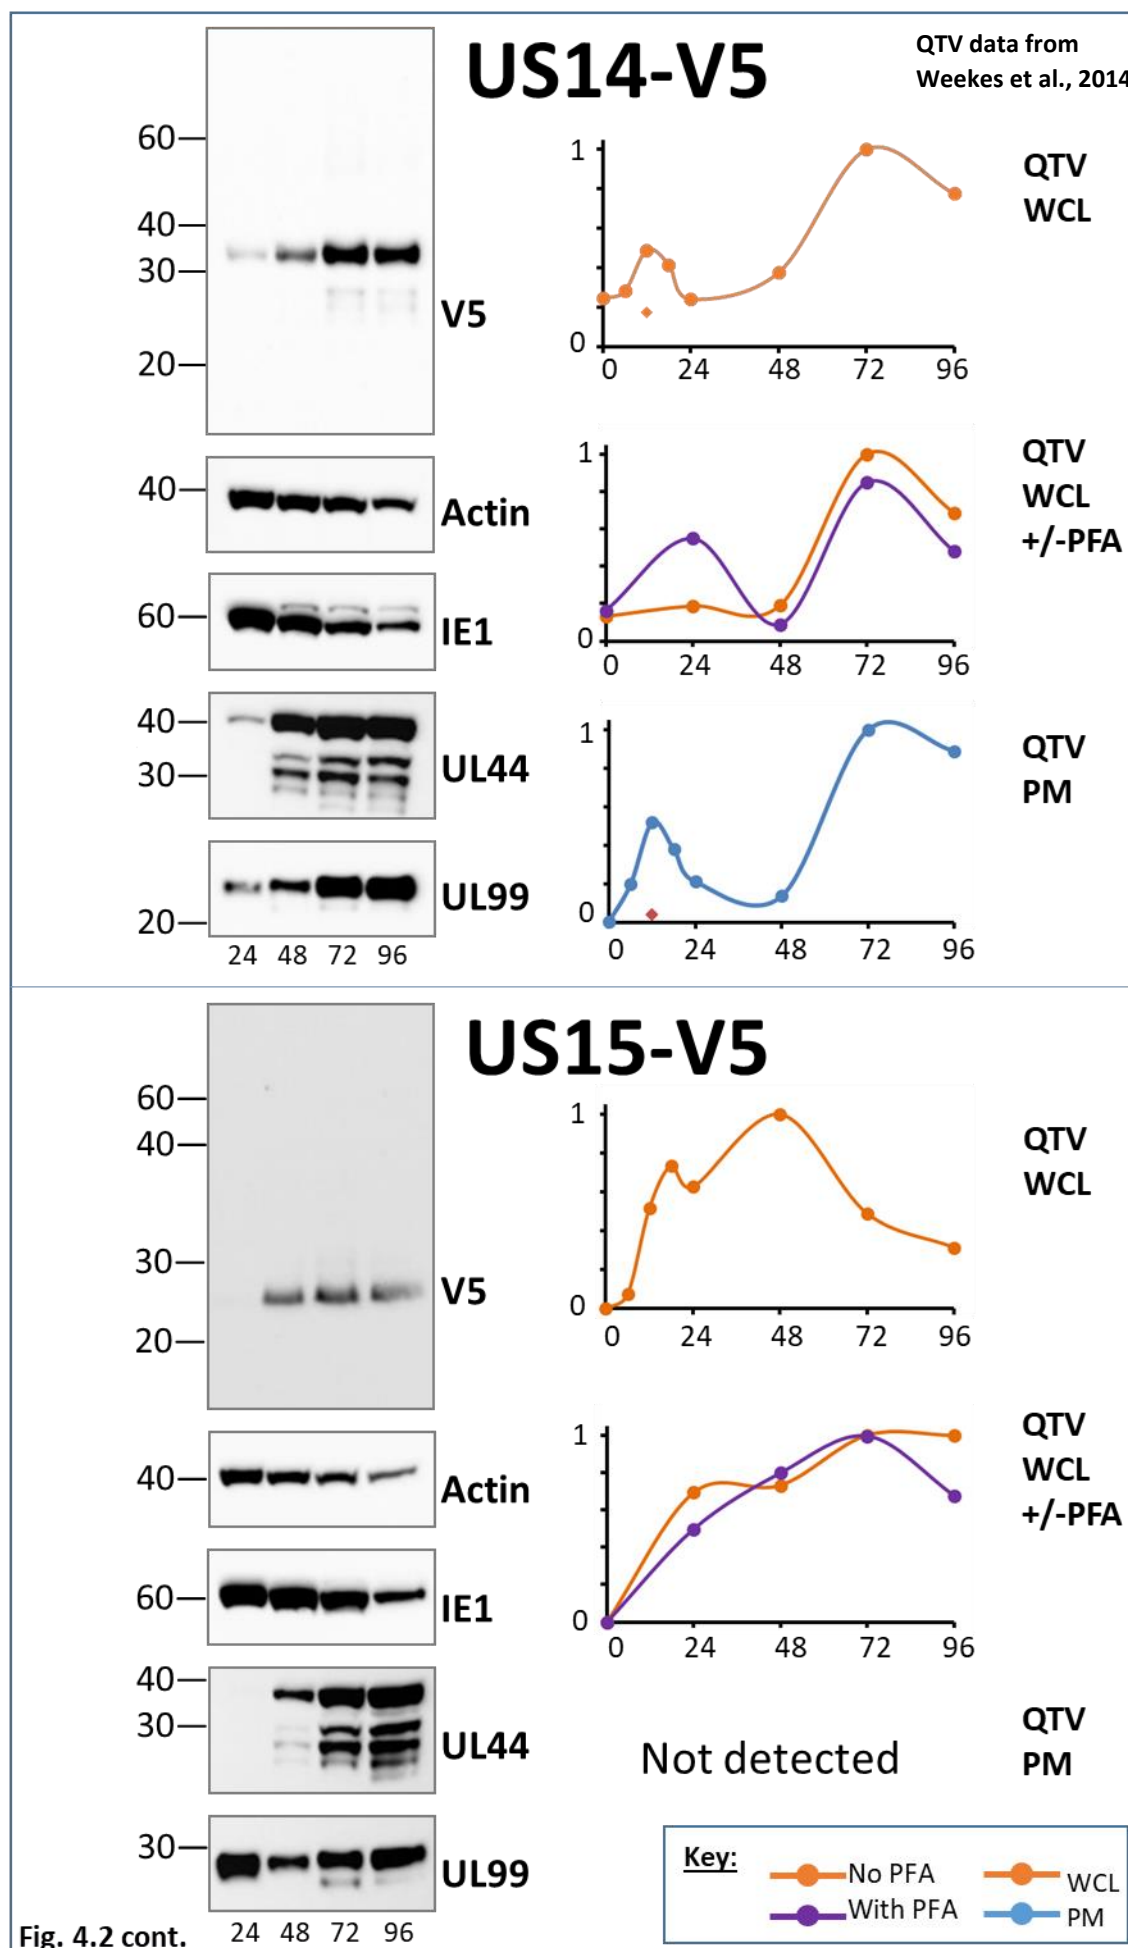 US14-V5
QTV data from
Weekes et al., 2014
60
40
30
20
V5
40
Actin
60
IE1
40
30
UL44
20
UL99
24 48 72 96
1
0
0 24 48 72 96
QTV
WCL
1
0
0 24 48 72 96
QTV
WCL
+/-PFA
1
0
0 24 48 72 96
QTV
PM
US15-V5
60
40
30
20
V5
40
Actin
60
IE1
40
30
UL44
30
UL99
24 48 72 96
1
0
0 24 48 72 96
QTV
WCL
1
0
0 24 48 72 96
QTV
WCL
+/-PFA
Not detected
QTV
PM
Key:
No PFA
With PFA
WCL
PM
Fig. 4.2 cont.